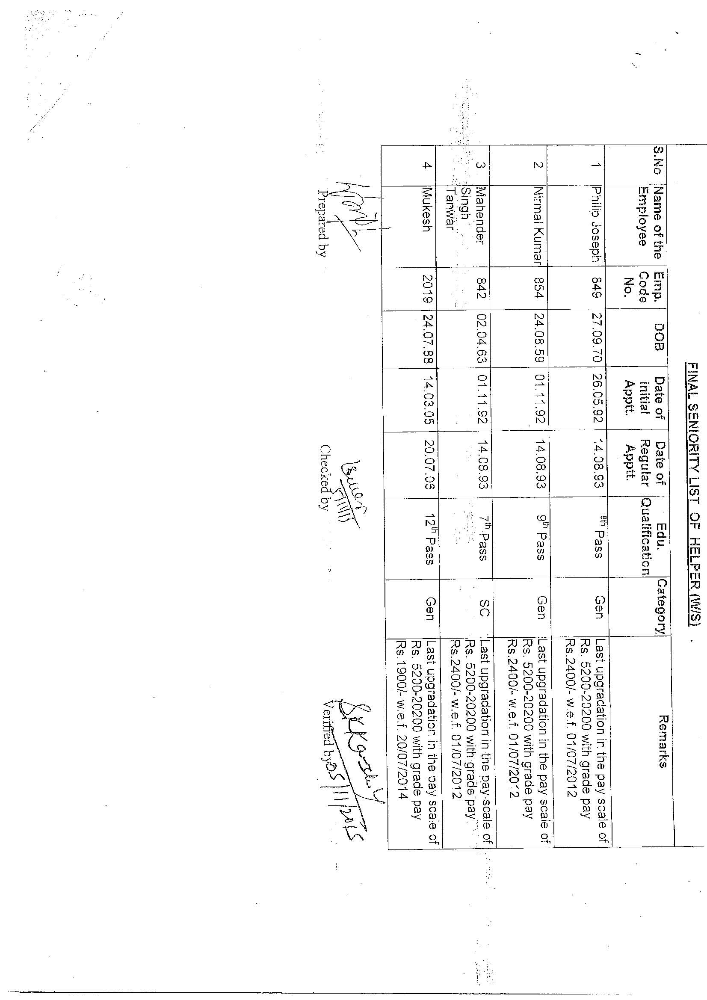 FINAL SENIORITY LIST OF HELPER (W/S)
S.No Name of the Employee Emp. Code No. DOB Date of initial Apptt. Date of Regular Apptt. Edu. Qualification Category Remarks
1 Philip Joseph 849 27.09.70 26.05.92 14.08.93 8th Pass Gen Last upgradation in the pay scale of Rs. 5200-20200 with grade pay Rs.2400/- w.e.f. 01/07/2012
2 Nirmal Kumar 854 24.08.59 01.11.92 14.08.93 9th Pass Gen Last upgradation in the pay scale of Rs. 5200-20200 with grade pay Rs.2400/- w.e.f. 01/07/2012
3 Mahender Singh Tanwar 842 02.04.63 01.11.92 14.08.93 7th Pass SC Last upgradation in the pay scale of Rs. 5200-20200 with grade pay Rs.2400/- w.e.f. 01/07/2012
4 Mukesh 2019 24.07.88 14.03.05 20.07.06 12th Pass Gen Last upgradation in the pay scale of Rs. 5200-20200 with grade pay Rs.1900/- w.e.f. 20/07/2014
Prepared by Checked by Verified by 05/11/2015